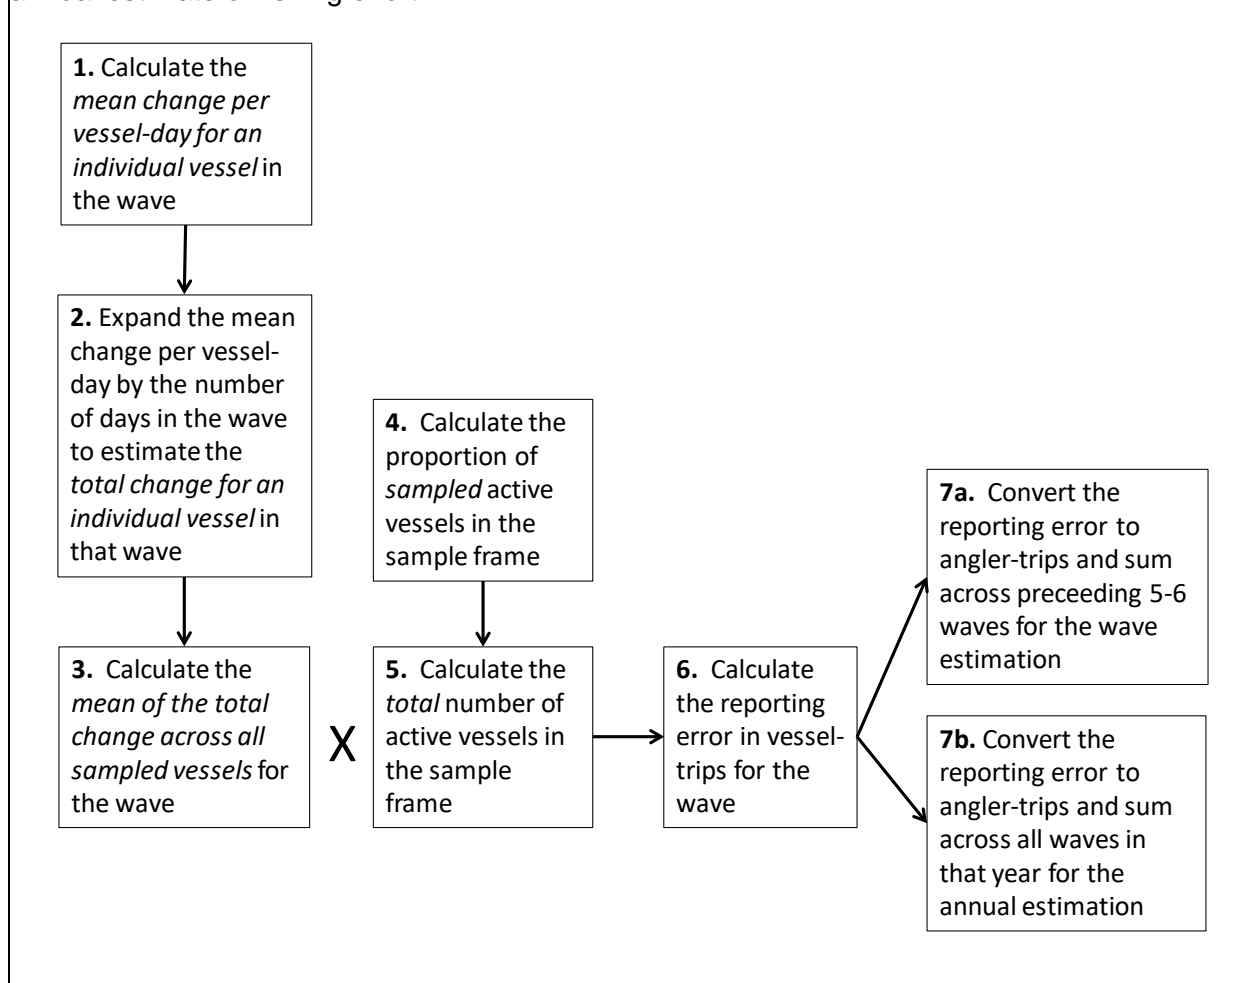 1. Calculate the
mean change per
vessel-day for an
individual vessel in
the wave
2. Expand the mean
change per vessel-
day by the number
of days in the wave
to estimate the
total change for an
individual vessel in
that wave
3. Calculate the
mean of the total
change across all
sampled vessels for
the wave
X
4. Calculate the
proportion of
sampled active
vessels in the
sample frame
5. Calculate the
total number of
active vessels in
the sample
frame
6. Calculate
the reporting
error in vessel-
trips for the
wave
7a. Convert the
reporting error to
angler-trips and sum
across preceeding 5-6
waves for the wave
estimation
7b. Convert the
reporting error to
angler-trips and sum
across all waves in
that year for the
annual estimation